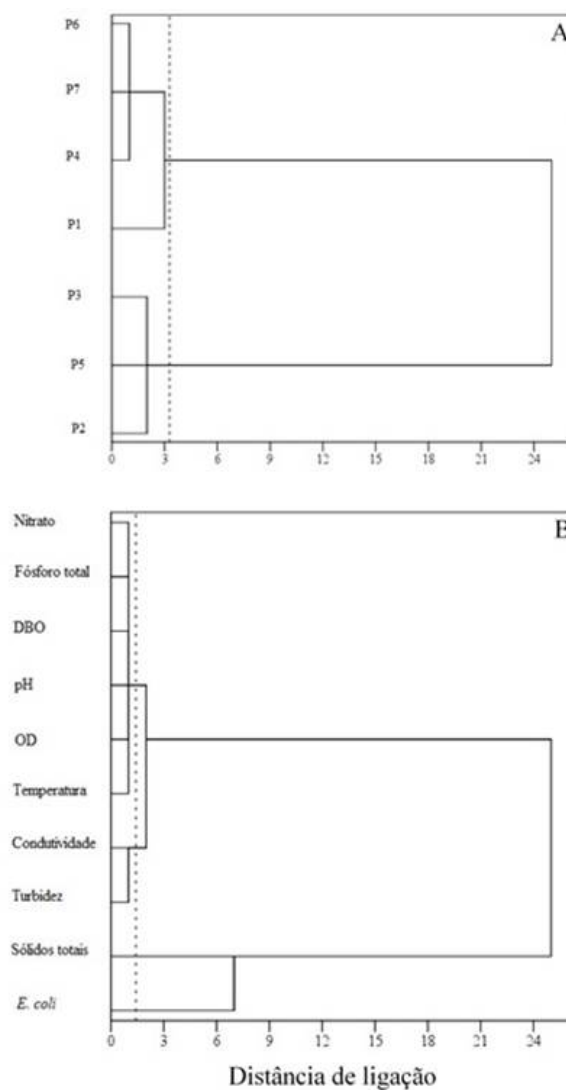 A
P6
P7
P4
P1
P3
P5
P2
0 3 6 9 12 15 18 21 24
B
Nitrato
Fósforo total
DBO
pH
OD
Temperatura
Condutividade
Turbidez
Sólidos totais
E. coli
0 3 6 9 12 15 18 21 24
Distância de ligação